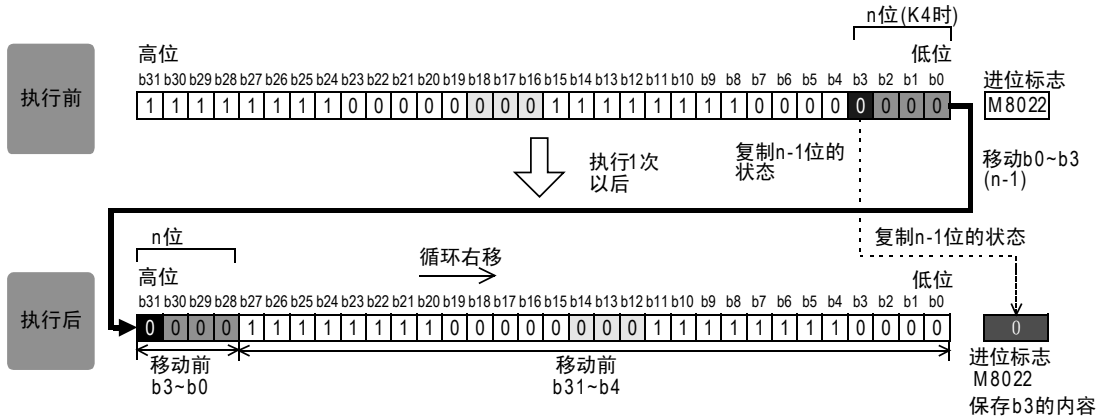 n位(K4时)
高位
低位
b31 b30 b29 b28 b27 b26 b25 b24 b23 b22 b21 b20 b19 b18 b17 b16 b15 b14 b13 b12 b11 b10 b9 b8 b7 b6 b5 b4 b3 b2 b1 b0
进位标志
执行前
1 1 1 1 1 1 1 1 0 0 0 0 0 0 0 0 1 1 1 1 1 1 1 1 0 0 0 0 0 0 0 0
M8022
执行1次
以后
复制n-1位的
状态
移动b0~b3
(n-1)
n位
循环右移
复制n-1位的状态
高位
低位
b31 b30 b29 b28 b27 b26 b25 b24 b23 b22 b21 b20 b19 b18 b17 b16 b15 b14 b13 b12 b11 b10 b9 b8 b7 b6 b5 b4 b3 b2 b1 b0
执行后
0 0 0 0 1 1 1 1 1 1 1 1 0 0 0 0 0 0 0 0 1 1 1 1 1 1 1 1 0 0 0 0
0
移动前
b3~b0
移动前
b31~b4
进位标志
M8022
保存b3的内容